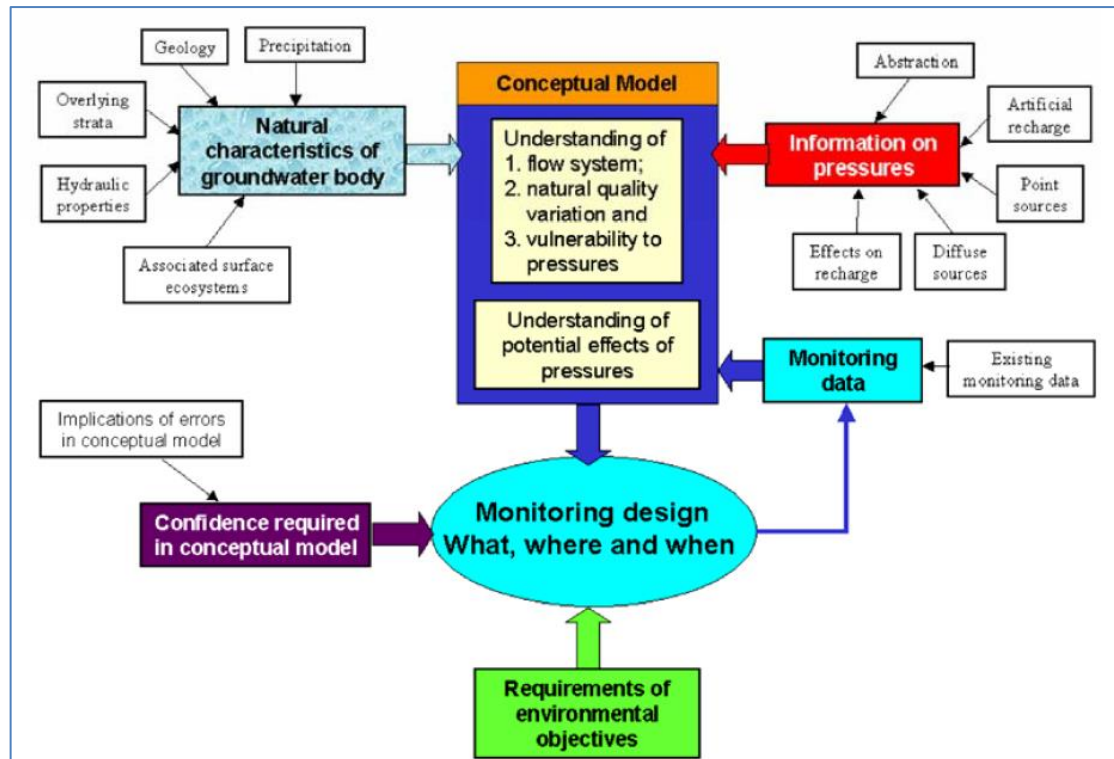 Geology
Precipitation
Overlying
strata
Hydraulic
properties
Associated surface
ecosystems
Natural
characteristics of
groundwater body
Conceptual Model
Understanding of
1. flow system;
2. natural quality
variation and
3. vulnerability to
pressures
Understanding of
potential effects of
pressures
Abstraction
Artificial
recharge
Information on
pressures
Point
sources
Effects on
recharge
Diffuse
sources
Monitoring
data
Existing
monitoring data
Implications of errors
in conceptual model
Confidence required
in conceptual model
Monitoring design
What, where and when
Requirements of
environmental
objectives